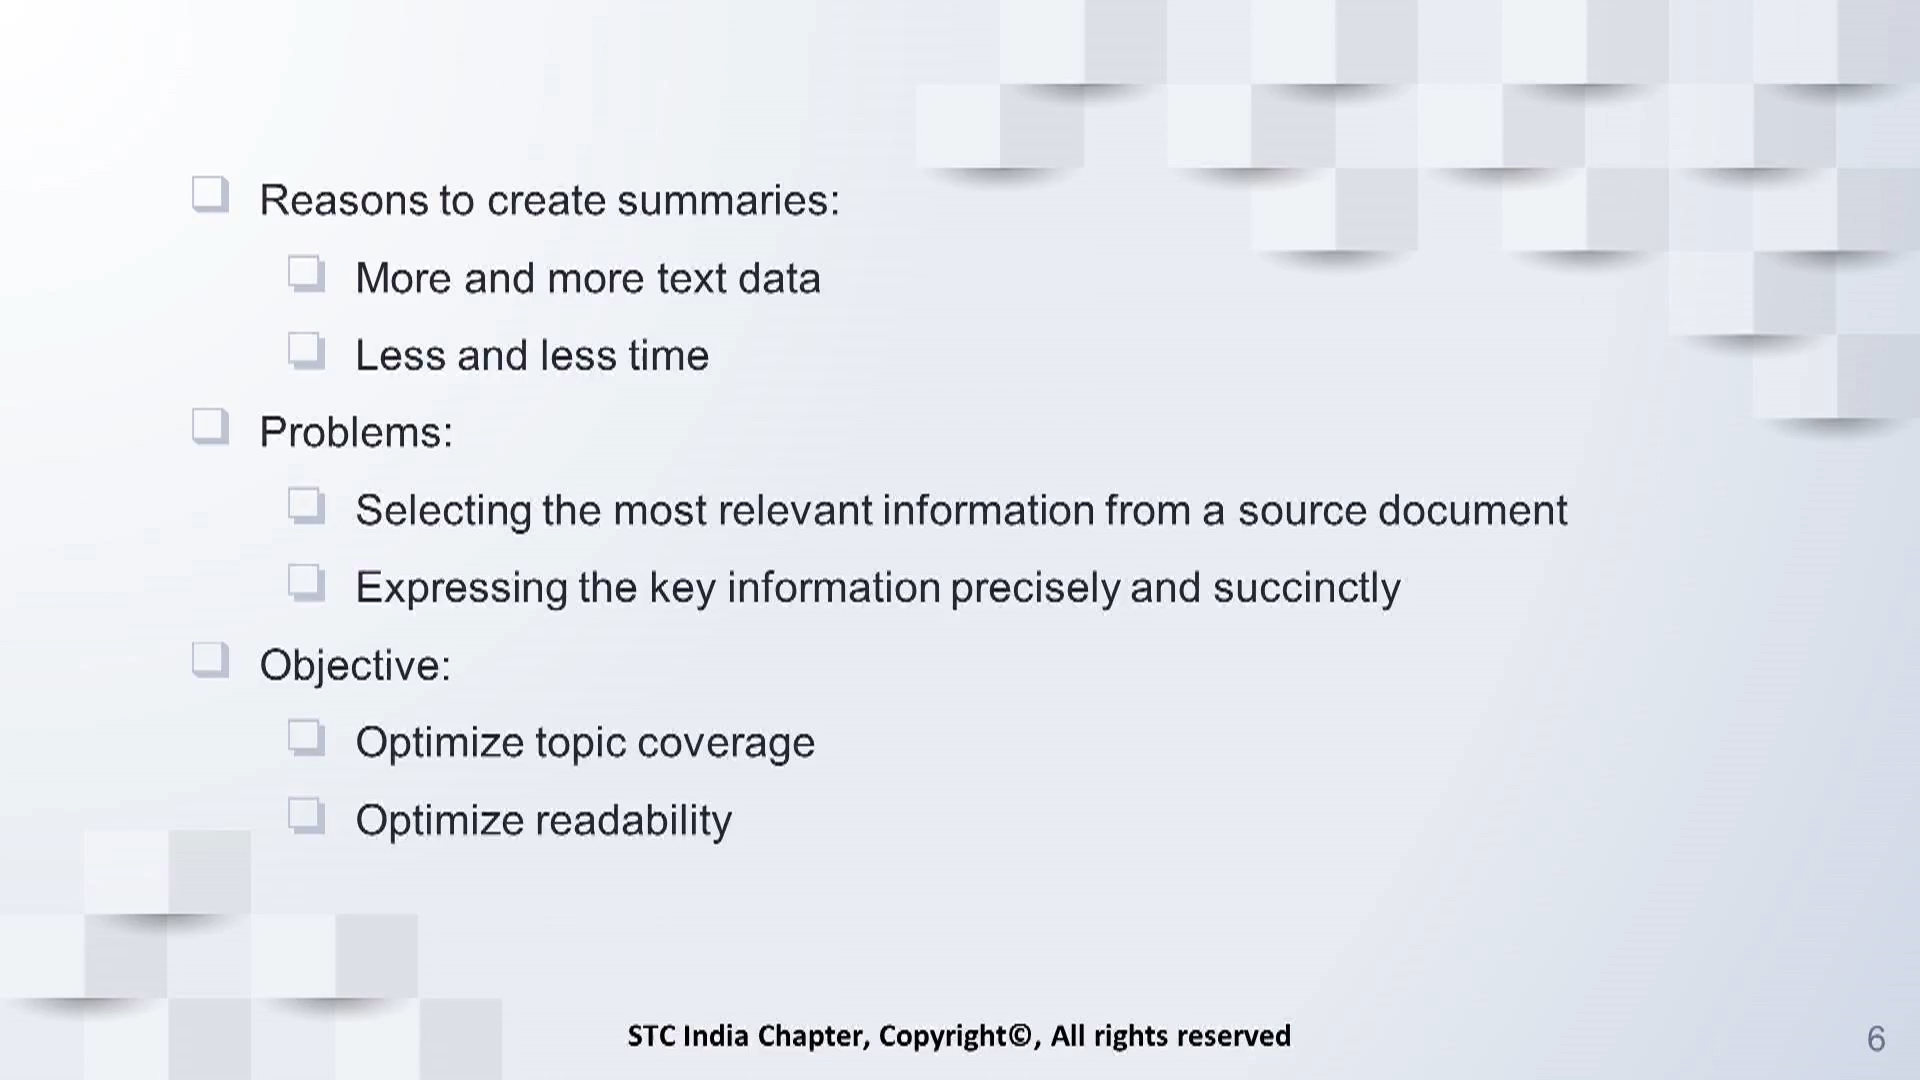 Reasons to create summaries:
More and more text data
Less and less time
Problems:
Selecting the most relevant information from a source document
Expressing the key information precisely and succinctly
Objective:
Optimize topic coverage
Optimize readability
STC India Chapter, Copyright©, All rights reserved
6